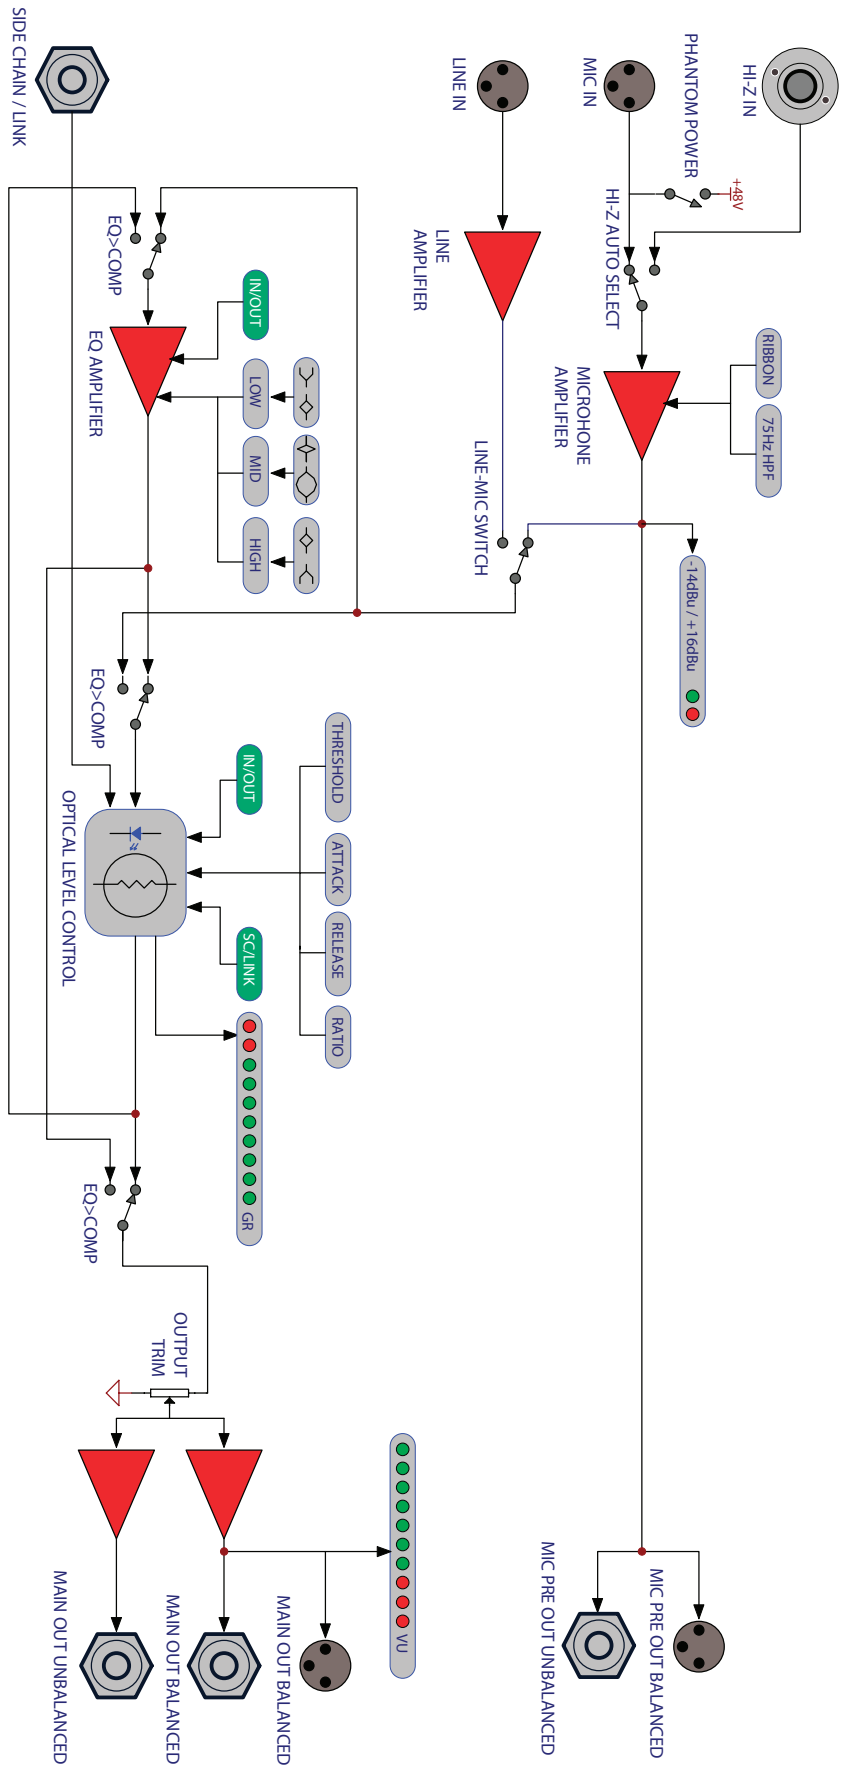 HI-Z IN
PHANTOM POWER
+48V
MIC IN
HI-Z AUTO SELECT
RIBBON
75Hz HPF
MICROHONE
AMPLIFIER
-14dBu / +16dBu
MIC PRE OUT BALANCED
MIC PRE OUT UNBALANCED
LINE IN
LINE
AMPLIFIER
LINE-MIC SWITCH
SIDE CHAIN / LINK
EQ>COMP
EQ AMPLIFIER
IN/OUT
LOW
MID
HIGH
EQ>COMP
THRESHOLD
ATTACK
RELEASE
RATIO
IN/OUT
SC/LINK
OPTICAL LEVEL CONTROL
GR
EQ>COMP
OUTPUT
TRIM
VU
MAIN OUT BALANCED
MAIN OUT BALANCED
MAIN OUT UNBALANCED